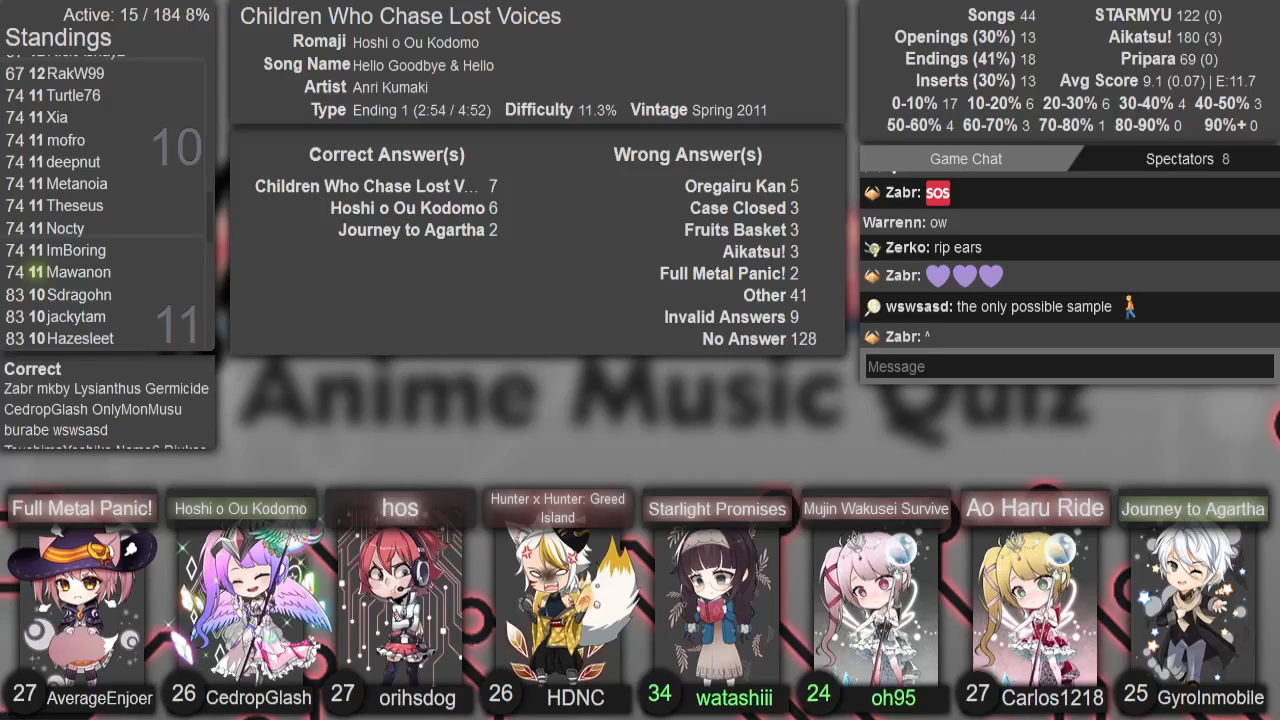 Active: 15 / 184 8%
Standings
67 12 RakW99
74 11 Turtle76
74 11 Xia
74 11 mofro
10
74 11 deepnut
74 11 Metanoia
74 11 Theseus
74 11 Nocty
74 11 ImBoring
74 11 Mawanon
83 10 Sdragohn
83 10 jackytam
11
83 10 Hazesleet
Correct
Zabr mkby Lysianthus Germicide
CedropGlash OnlyMonMusu
burabe wswsasd
Children Who Chase Lost Voices
Romaji Hoshi o Ou Kodomo
Song Name Hello Goodbye & Hello
Artist Anri Kumaki
Type Ending 1 (2:54 / 4:52) Difficulty 11.3% Vintage Spring 2011
Correct Answer(s)
Children Who Chase Lost V... 7
Hoshi o Ou Kodomo 6
Journey to Agartha 2
Wrong Answer(s)
Oregairu Kan 5
Case Closed 3
Fruits Basket 3
Aikatsu! 3
Full Metal Panic! 2
Other 41
Invalid Answers 9
No Answer 128
Songs 44 STARMYU 122 (0)
Openings (30%) 13 Aikatsu! 180 (3)
Endings (41%) 18 Pripara 69 (0)
Inserts (30%) 13 Avg Score 9.1 (0.07) | E:11.7
0-10% 17 10-20% 6 20-30% 6 30-40% 4 40-50% 3
50-60% 4 60-70% 3 70-80% 1 80-90% 0 90%+ 0
Game Chat Spectators 8
Zabr: SOS
Warrenn: ow
Zerko: rip ears
Zabr: 💜💜💜
wswsasd: the only possible sample 🚶
Zabr: ^
Message
Anime Music Quiz
Full Metal Panic!
Hoshi o Ou Kodomo
hos
Hunter x Hunter: Greed
Island
Starlight Promises
Mujin Wakusei Survive
Ao Haru Ride
Journey to Agartha
27 AverageEnjoer
26 CedropGlash
27 orihsdog
26 HDNC
34 watashiii
24 oh95
27 Carlos1218
25 GyroInmobile